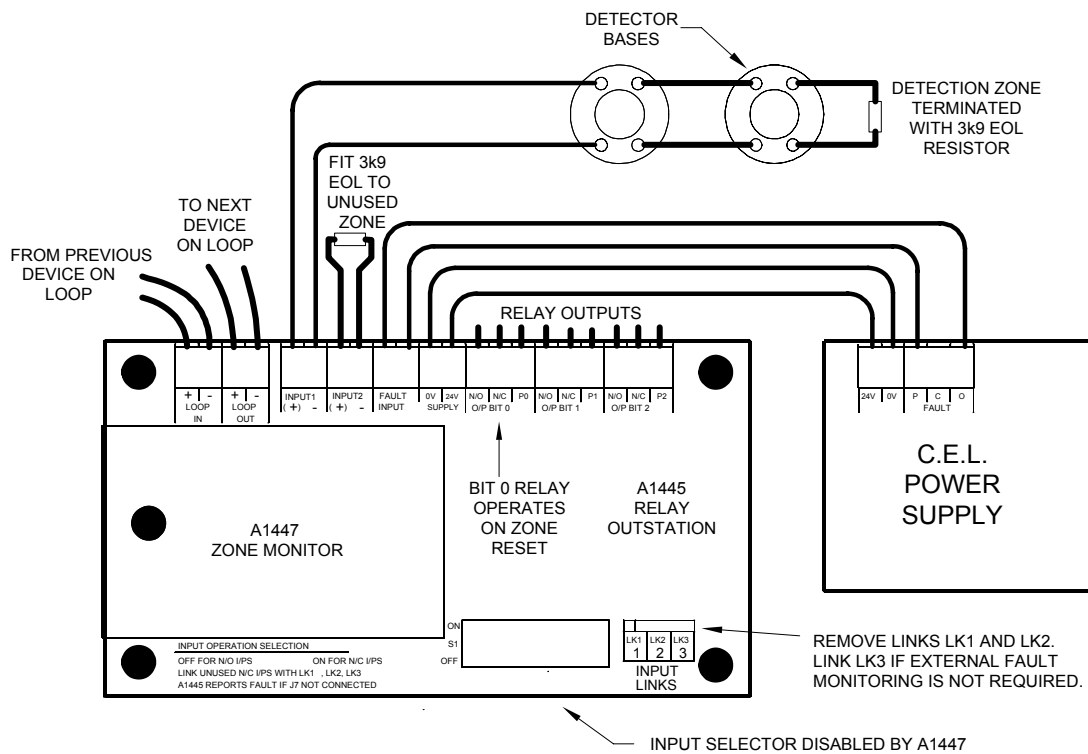 DETECTOR
BASES
DETECTION ZONE
TERMINATED
WITH 3k9 EOL
RESISTOR
FIT 3k9
EOL TO
UNUSED
ZONE
TO NEXT
DEVICE
ON LOOP
FROM PREVIOUS
DEVICE ON
LOOP
RELAY OUTPUTS
+ - + - INPUT1 INPUT2 FAULT 0V 24V N/O N/C P0 N/O N/C P1 N/O N/C P2
LOOP LOOP (+) - (+) - INPUT SUPPLY O/P BIT 0 O/P BIT 1 O/P BIT 2
IN OUT
24V 0V P C O
FAULT
C.E.L.
POWER
SUPPLY
BIT 0 RELAY
OPERATES
ON ZONE
RESET
A1445
RELAY
OUTSTATION
A1447
ZONE MONITOR
ON
S1
OFF
LK1 LK2 LK3
1 2 3
INPUT
LINKS
INPUT OPERATION SELECTION
OFF FOR N/O I/PS ON FOR N/C I/PS
LINK UNUSED N/C I/PS WITH LK1 , LK2, LK3
A1445 REPORTS FAULT IF J7 NOT CONNECTED
REMOVE LINKS LK1 AND LK2.
LINK LK3 IF EXTERNAL FAULT
MONITORING IS NOT REQUIRED.
INPUT SELECTOR DISABLED BY A1447